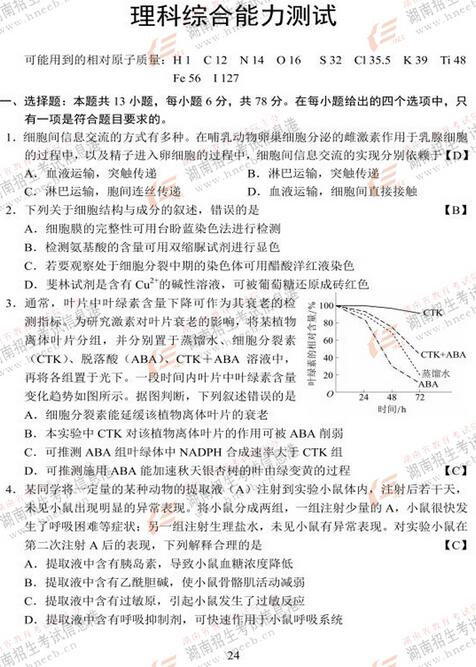 理科综合能力测试
可能用到的相对原子质量：H 1 C 12 N 14 O 16 S 32 Cl 35.5 K 39 Ti 48
Fe 56 I 127
一、选择题：本题共 13 小题，每小题 6 分，共 78 分。在每小题给出的四个选项中，只
有一项是符合题目要求的。
1．细胞间信息交流的方式有多种。在哺乳动物卵巢细胞分泌的雌激素作用于乳腺细胞
的过程中，以及精子进入卵细胞的过程中，细胞间信息交流的实现分别依赖于【D】
A．血液运输，突触传递 B．淋巴运输，突触传递
C．淋巴运输，胞间连丝传递 D．血液运输，细胞间直接接触
2．下列关于细胞结构与成分的叙述，错误的是 【B】
A．细胞膜的完整性可用台盼蓝染色法进行检测
B．检测氨基酸的含量可用双缩脲试剂进行显色
C．若要观察处于细胞分裂中期的染色体可用醋酸洋红液染色
D．斐林试剂是含有 Cu²⁺的碱性溶液，可被葡萄糖还原成砖红色
3．通常，叶片中叶绿素含量下降可作为其衰老的检
测指标。为研究激素对叶片衰老的影响，将某植物
离体叶片分组，并分别置于蒸馏水、细胞分裂素
（CTK）、脱落酸（ABA）、CTK＋ABA 溶液中，
再将各组置于光下。一段时间内叶片中叶绿素含量
变化趋势如图所示。据图判断，下列叙述错误的是
叶绿素的相对含量/%
100
80
60
40
20
O
24 48 72
时间/h
CTK
CTK+ABA
蒸馏水
ABA
A．细胞分裂素能延缓该植物离体叶片的衰老
B．本实验中 CTK 对该植物离体叶片的作用可被 ABA 削弱
C．可推测 ABA 组叶绿体中 NADPH 合成速率大于 CTK 组
D．可推测施用 ABA 能加速秋天银杏树的叶由绿变黄的过程 【C】
4．某同学将一定量的某种动物的提取液（A）注射到实验小鼠体内，注射后若干天，
未见小鼠出现明显的异常表现。将小鼠分成两组，一组注射少量的 A，小鼠很快发
生了呼吸困难等症状；另一组注射生理盐水，未见小鼠有异常表现。对实验小鼠在
第二次注射 A 后的表现，下列解释合理的是 【C】
A．提取液中含有胰岛素，导致小鼠血糖浓度降低
B．提取液中含有乙酰胆碱，使小鼠骨骼肌活动减弱
C．提取液中含有过敏原，引起小鼠发生了过敏反应
D．提取液中含有呼吸抑制剂，可快速作用于小鼠呼吸系统
24